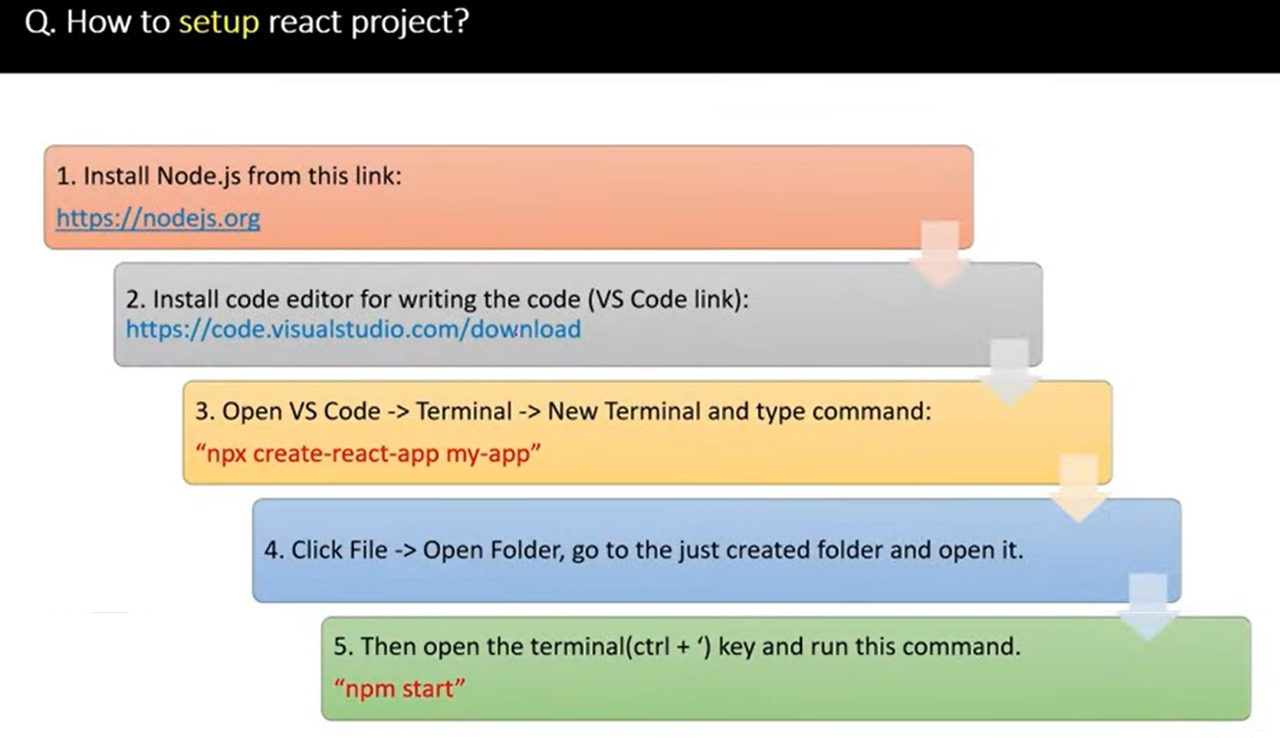 Q. How to setup react project?
1. Install Node.js from this link:
https://nodejs.org
2. Install code editor for writing the code (VS Code link):
https://code.visualstudio.com/download
3. Open VS Code -> Terminal -> New Terminal and type command:
“npx create-react-app my-app”
4. Click File -> Open Folder, go to the just created folder and open it.
5. Then open the terminal(ctrl + ‘) key and run this command.
“npm start”